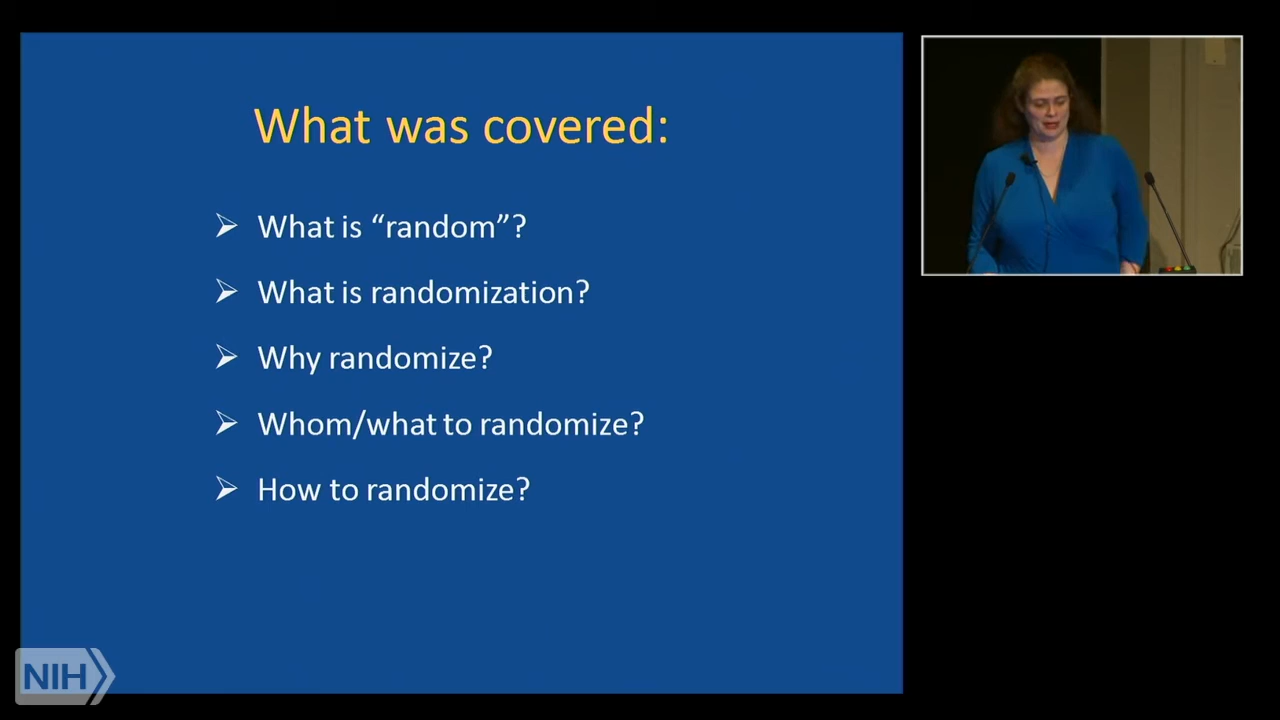 What was covered:
➢ What is “random”?
➢ What is randomization?
➢ Why randomize?
➢ Whom/what to randomize?
➢ How to randomize?
NIH